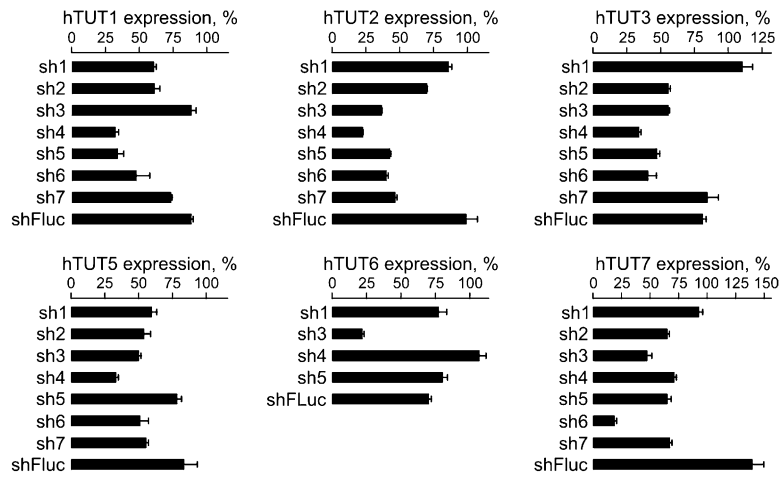 hTUT1 expression, %
0 25 50 75 100
sh1
sh2
sh3
sh4
sh5
sh6
sh7
shFluc
hTUT2 expression, %
0 25 50 75 100
sh1
sh2
sh3
sh4
sh5
sh6
sh7
shFluc
hTUT3 expression, %
0 25 50 75 100 125
sh1
sh2
sh3
sh4
sh5
sh6
sh7
shFluc
hTUT5 expression, %
0 25 50 75 100
sh1
sh2
sh3
sh4
sh5
sh6
sh7
shFluc
hTUT6 expression, %
0 25 50 75 100
sh1
sh3
sh4
sh5
shFLuc
hTUT7 expression, %
0 25 50 75 100 125 150
sh1
sh2
sh3
sh4
sh5
sh6
sh7
shFluc